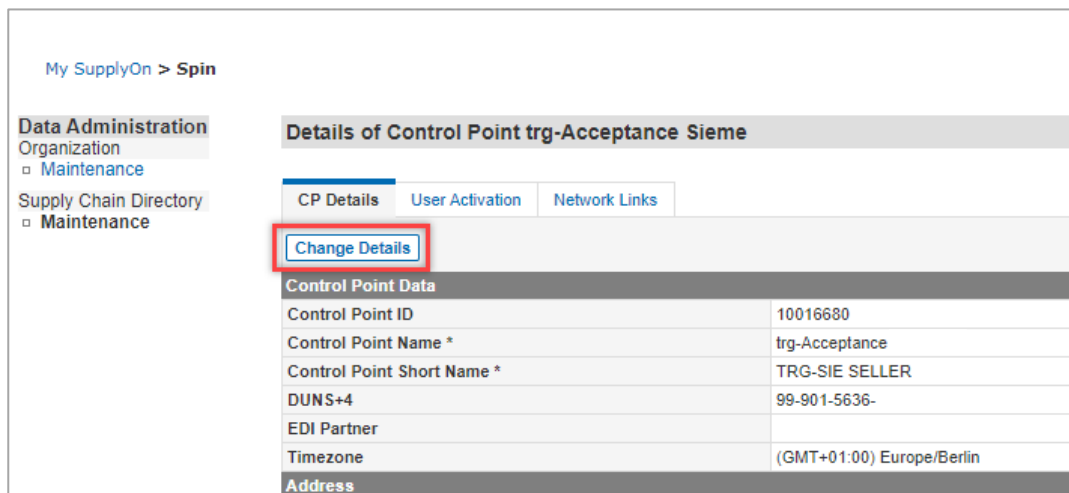 My SupplyOn > Spin
Data Administration
Organization
Maintenance
Supply Chain Directory
Maintenance
Details of Control Point trg-Acceptance Sieme
CP Details User Activation Network Links
Change Details
Control Point Data
Control Point ID 10016680
Control Point Name * trg-Acceptance
Control Point Short Name * TRG-SIE SELLER
DUNS+4 99-901-5636-
EDI Partner
Timezone (GMT+01:00) Europe/Berlin
Address